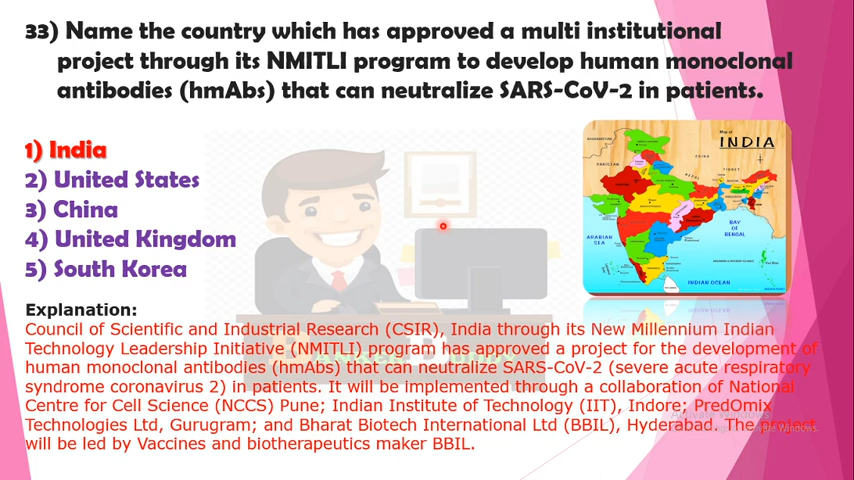 33) Name the country which has approved a multi institutional
project through its NMITLI program to develop human monoclonal
antibodies (hmAbs) that can neutralize SARS-CoV-2 in patients.
1) India
2) United States
3) China
4) United Kingdom
5) South Korea
Map of
INDIA
ARABIAN
SEA
BAY
OF
BENGAL
INDIAN OCEAN
Explanation:
Council of Scientific and Industrial Research (CSIR), India through its New Millennium Indian
Technology Leadership Initiative (NMITLI) program has approved a project for the development of
human monoclonal antibodies (hmAbs) that can neutralize SARS-CoV-2 (severe acute respiratory
syndrome coronavirus 2) in patients. It will be implemented through a collaboration of National
Centre for Cell Science (NCCS) Pune; Indian Institute of Technology (IIT), Indore; PredOmix
Technologies Ltd, Gurugram; and Bharat Biotech International Ltd (BBIL), Hyderabad. The project
will be led by Vaccines and biotherapeutics maker BBIL.
Activate Windows